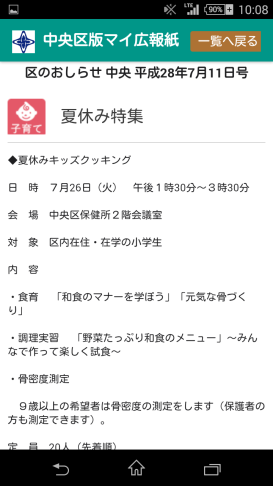 LTE 90% 10:08
中央区版マイ広報紙 一覧へ戻る
区のおしらせ 中央 平成28年7月11日号
子育て 夏休み特集
◆夏休みキッズクッキング
日　時　７月26日（火）　午後１時30分～３時30分
会　場　中央区保健所２階会議室
対　象　区内在住・在学の小学生
内　容
・食育　「和食のマナーを学ぼう」「元気な骨づく
り」
・調理実習　「野菜たっぷり和食のメニュー」～みん
なで作って楽しく試食～
・骨密度測定
　９歳以上の希望者は骨密度の測定をします（保護者の
方も測定できます）。
定　員　20人（先着順）